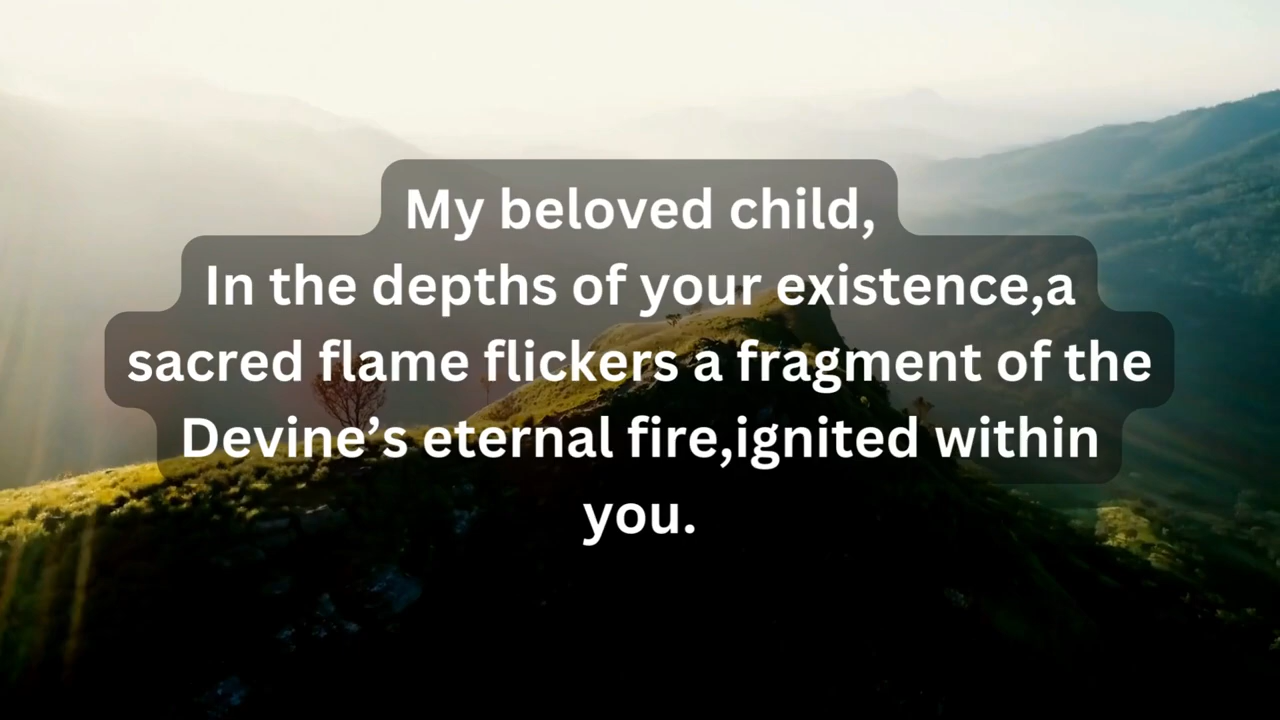 My beloved child,
In the depths of your existence,a
sacred flame flickers a fragment of the
Devine’s eternal fire,ignited within
you.